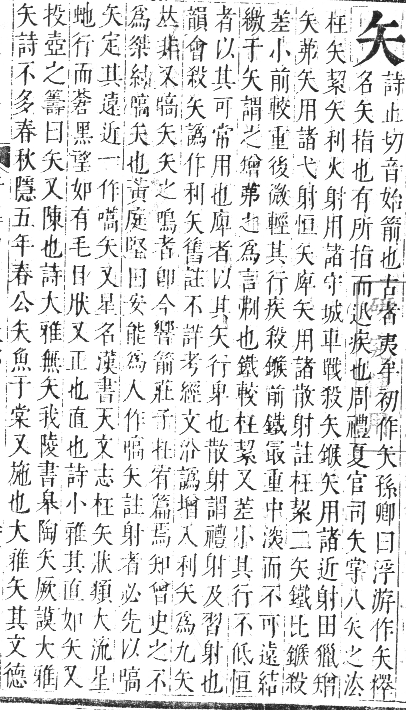 矢
詩止切音始箭也古者夷牟初作矢孫卿曰浮游作矢釋
名矢指也有所指而迅疾也周禮夏官司矢掌八矢之法
枉矢絜矢利火射用諸守城車戰殺矢鍭矢用諸近射田獵矰
矢茀矢用諸弋射恒矢庳矢用諸散射註枉絜二矢鐵比鍭殺
差小前較重後微輕其行疾殺鍭前鐵最重中深而不可遠結
繳于矢謂之矰茀之為言刜也鐵較枉絜又差小其行不低恒
者以其可常用也庳者以其矢行卑也散射謂禮射及習射也
韻會殺矢譌作利矢舊註不詳考經文沿譌增入利矢為九矢
丛非又嚆矢矢之鳴者卽今響箭莊子在宥篇焉知曾史之不
為桀紂嚆矢也黃庭堅曰安能為人作嚆矢註射者必先以嚆
矢定其遠近一作嗃矢又星名漢書天文志枉矢狀類大流星
虵行而蒼黑望如有毛目狀又正也直也詩小雅其直如矢又
投壺之籌曰矢又陳也詩大雅無矢我陵書皐陶矢厥謨大雅
矢詩不多春秋隱五年春公矢魚于棠又施也大雅矢其文德